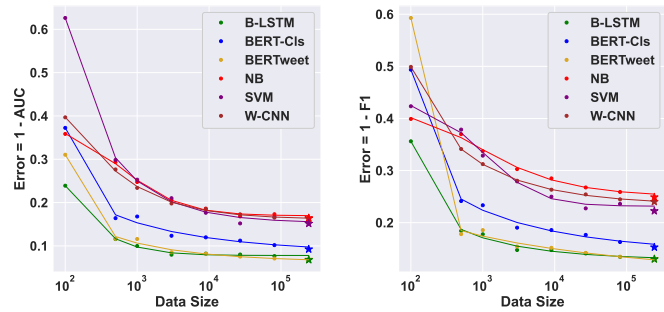 Error = 1 - AUC
0.6
0.5
0.4
0.3
0.2
0.1
10^2
10^3
10^4
10^5
Data Size
B-LSTM
BERT-Cls
BERTweet
NB
SVM
W-CNN
Error = 1 - F1
0.6
0.5
0.4
0.3
0.2
10^2
10^3
10^4
10^5
Data Size
B-LSTM
BERT-Cls
BERTweet
NB
SVM
W-CNN